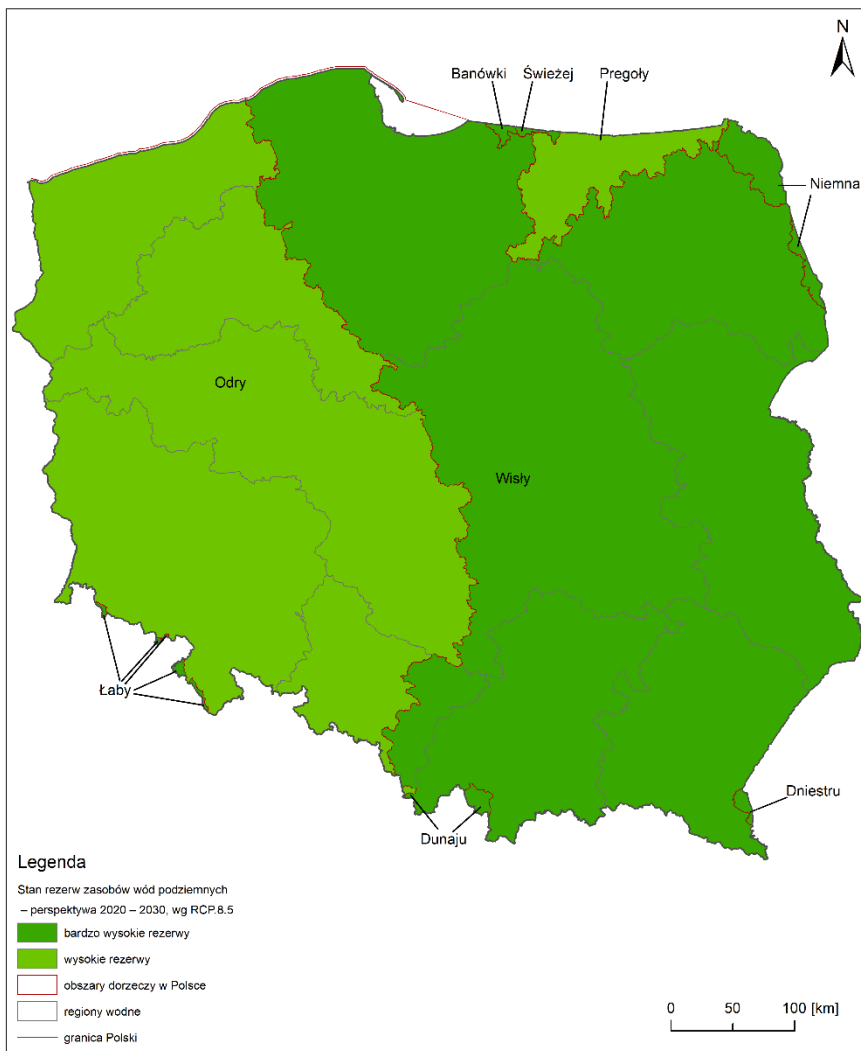 N
Banówki
Świeżej
Pregoły
Niemna
Odry
Wisły
Łaby
Dunaju
Dniestru
Legenda
Stan rezerw zasobów wód podziemnych
– perspektywa 2020 – 2030, wg RCP.8.5
bardzo wysokie rezerwy
wysokie rezerwy
obszary dorzeczy w Polsce
regiony wodne
granica Polski
0 50 100 [km]